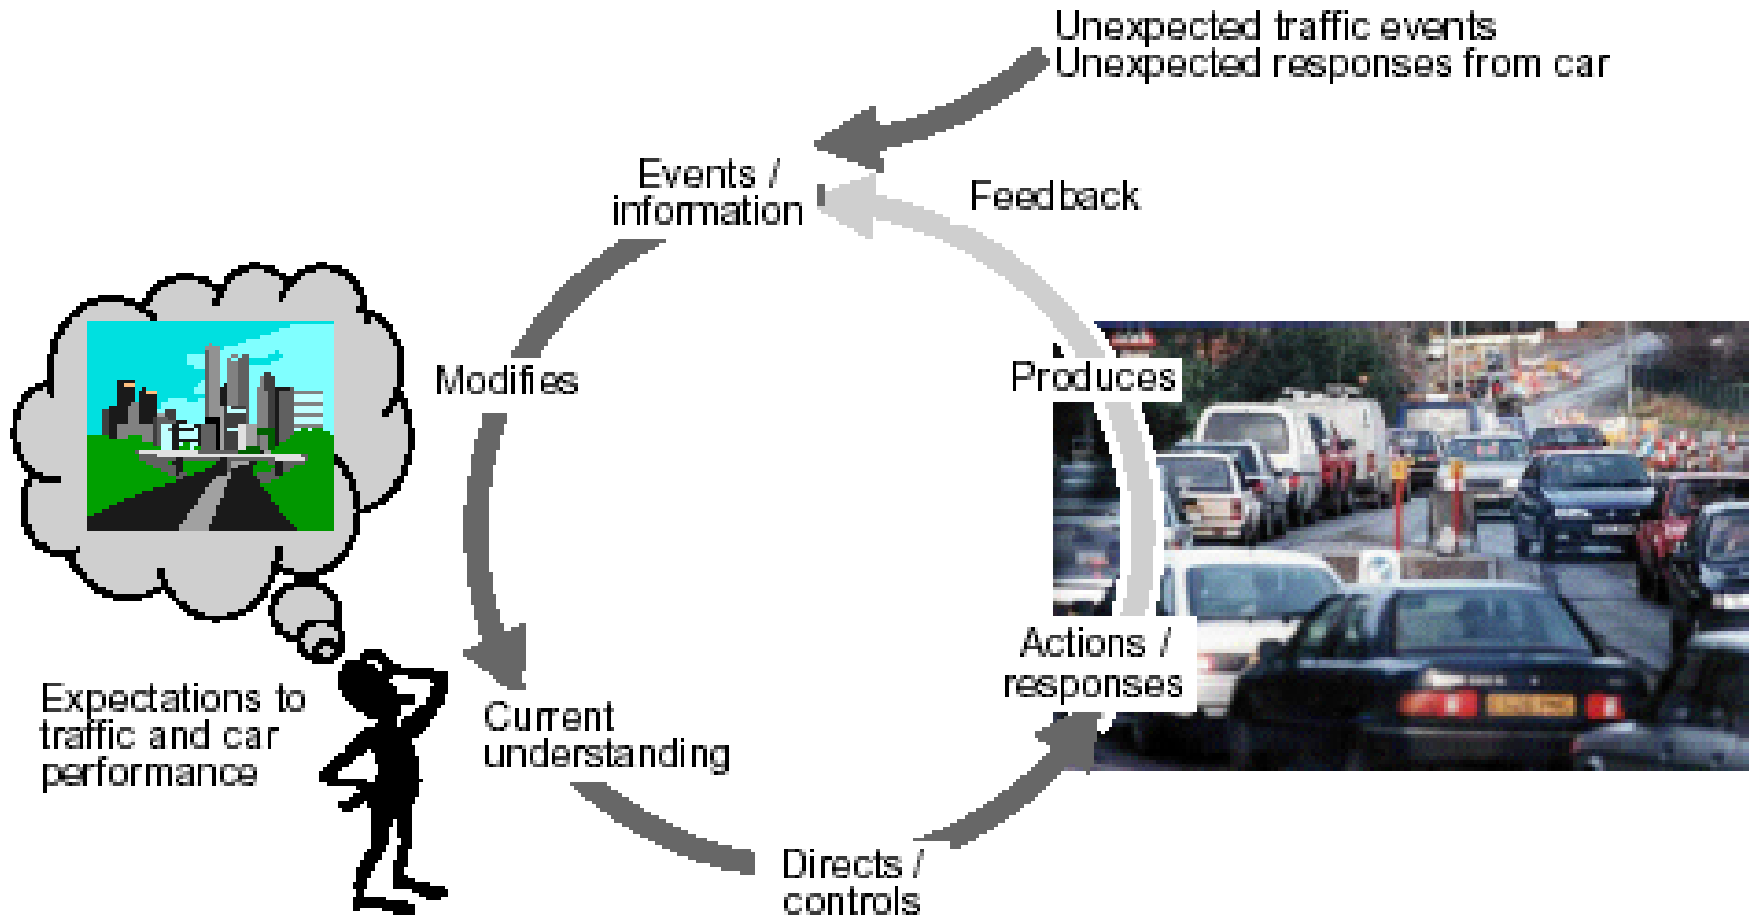 Unexpected traffic events
Unexpected responses from car
Events /
information
Feedback
Modifies
Produces
Actions /
responses
Expectations to
traffic and car
performance
Current
understanding
Directs /
controls